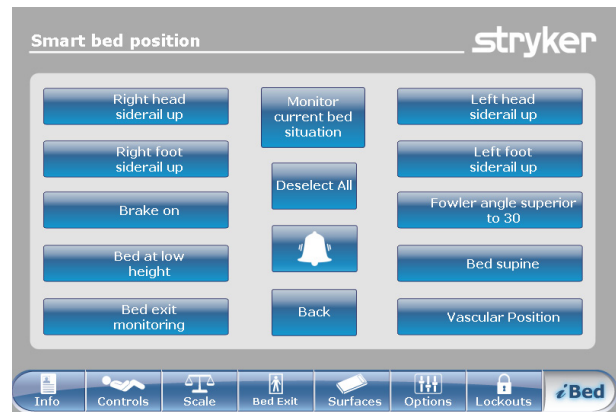 Smart bed position
stryker
Right head
siderail up
Monitor
current bed
situation
Left head
siderail up
Right foot
siderail up
Deselect All
Left foot
siderail up
Brake on
Fowler angle superior
to 30
Bed at low
height
Bed supine
Bed exit
monitoring
Back
Vascular Position
Info
Controls
Scale
Bed Exit
Surfaces
Options
Lockouts
iBed